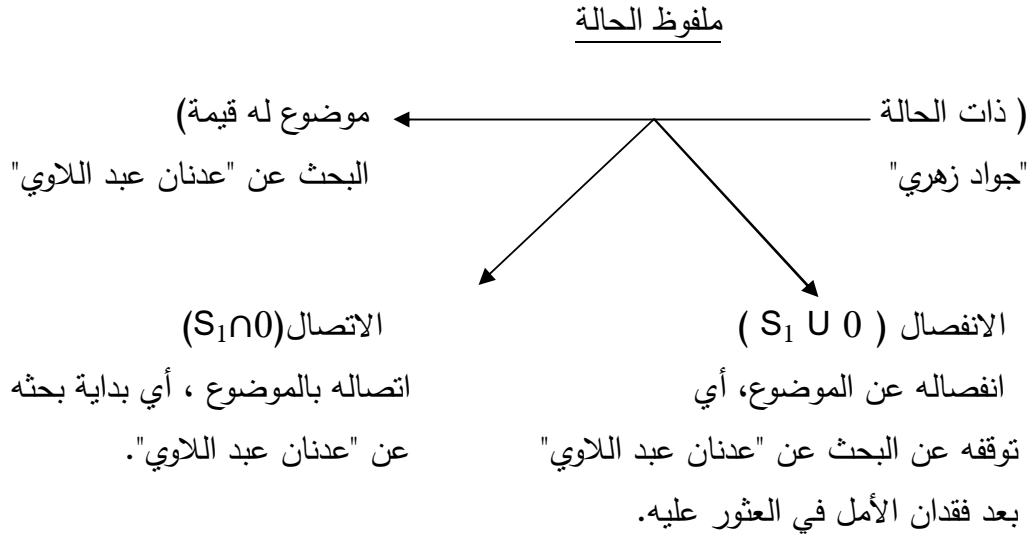 ملفوظ الحالة
( ذات الحالة موضوع له قيمة)
"جواد زهري" البحث عن "عدنان عبد اللاوي"
الانفصال ( S₁ U 0 ) الاتصال(S₁∩0)
انفصاله عن الموضوع، أي اتصاله بالموضوع ، أي بداية بحثه
توقفه عن البحث عن "عدنان عبد اللاوي" عن "عدنان عبد اللاوي".
بعد فقدان الأمل في العثور عليه.